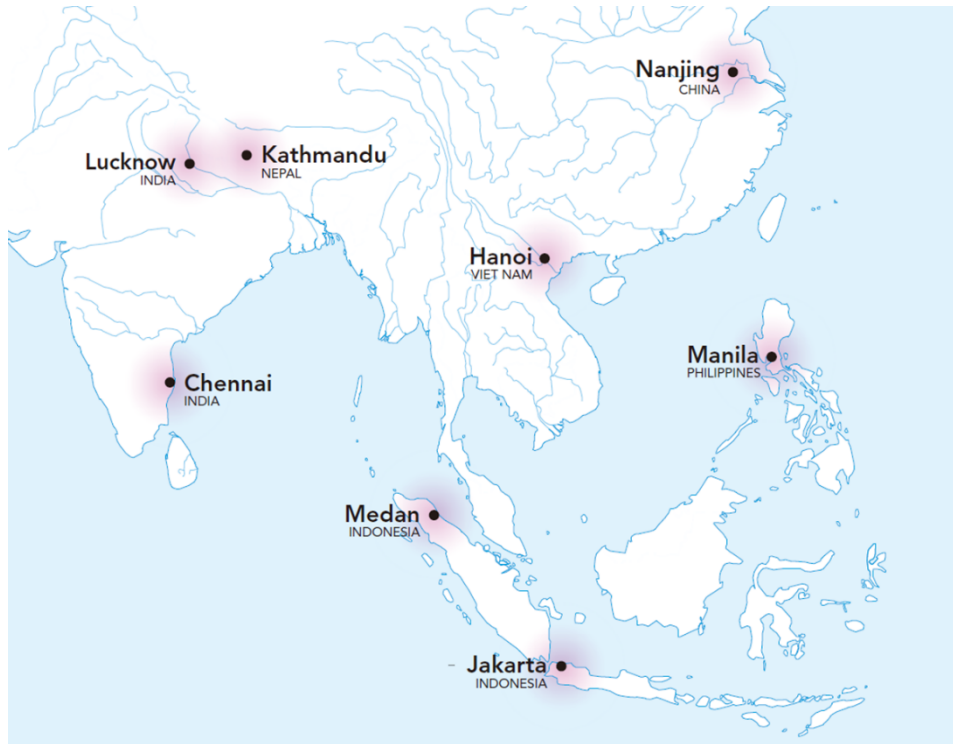 Nanjing
CHINA
Lucknow
INDIA
Kathmandu
NEPAL
Hanoi
VIET NAM
Manila
PHILIPPINES
Chennai
INDIA
Medan
INDONESIA
Jakarta
INDONESIA